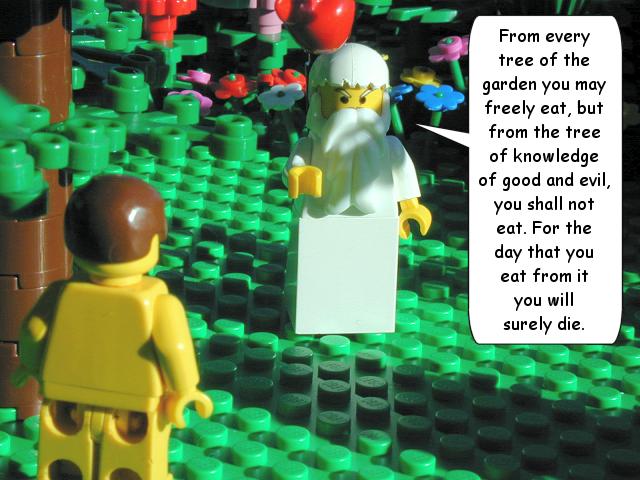 From every
tree of the
garden you may
freely eat, but
from the tree
of knowledge
of good and evil,
you shall not
eat. For the
day that you
eat from it
you will
surely die.